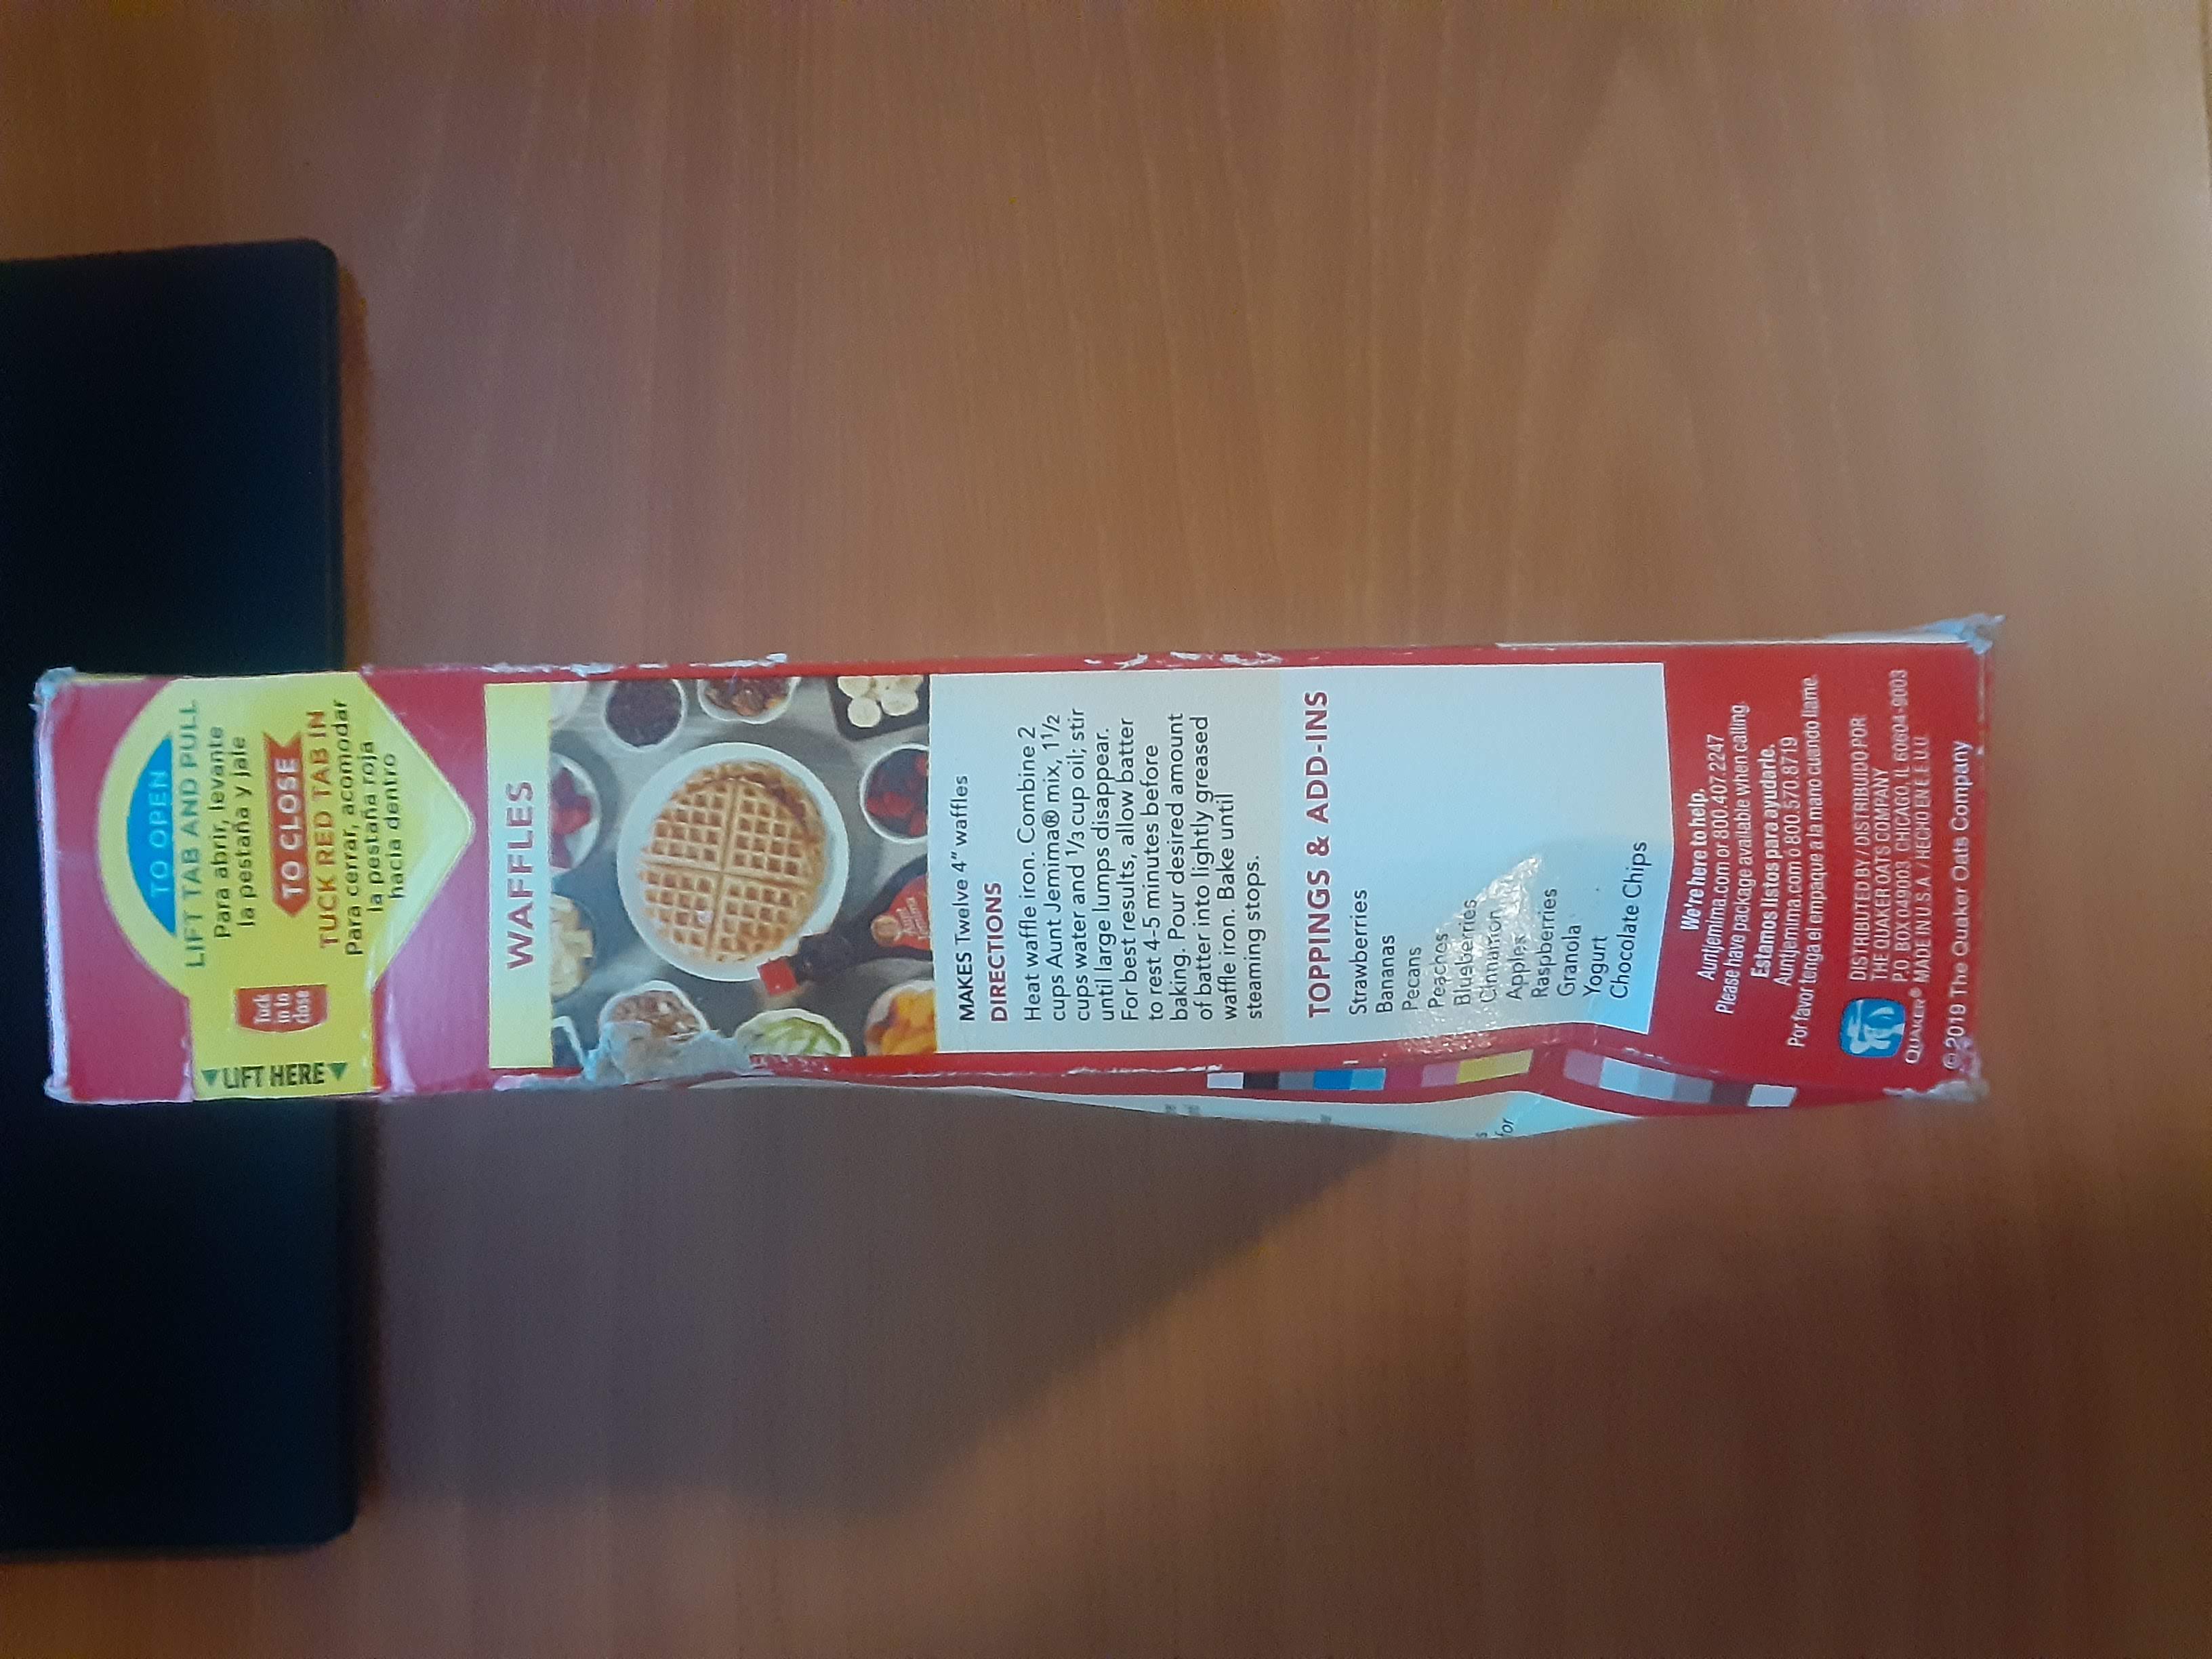 TO OPEN
LIFT TAB AND PULL
Para abrir, levante
la pestaña y jale
TO CLOSE
TUCK RED TAB IN
Para cerrar, acomodar
la pestaña roja
hacia dentro
Tuck
in to
close
▼LIFT HERE▼
WAFFLES
Aunt
Jemima
MAKES Twelve 4" waffles
DIRECTIONS
Heat waffle iron. Combine 2
cups Aunt Jemima® mix, 1½
cups water and ⅓ cup oil; stir
until large lumps disappear.
For best results, allow batter
to rest 4-5 minutes before
baking. Pour desired amount
of batter into lightly greased
waffle iron. Bake until
steaming stops.
TOPPINGS & ADD-INS
Strawberries
Bananas
Pecans
Peaches
Blueberries
Cinnamon
Apples
Raspberries
Granola
Yogurt
Chocolate Chips
We're here to help.
Auntjemima.com or 800.407.2247
Please have package available when calling.
Estamos listos para ayudarle.
Auntjemima.com ó 800.570.8719
Por favor tenga el empaque a la mano cuando llame.
DISTRIBUTED BY / DISTRIBUIDO POR
THE QUAKER OATS COMPANY
P.O. BOX 049003 CHICAGO, IL 60604-9003
QUAKER® MADE IN U.S.A. / HECHO EN E.E.U.U.
©2019 The Quaker Oats Company
for